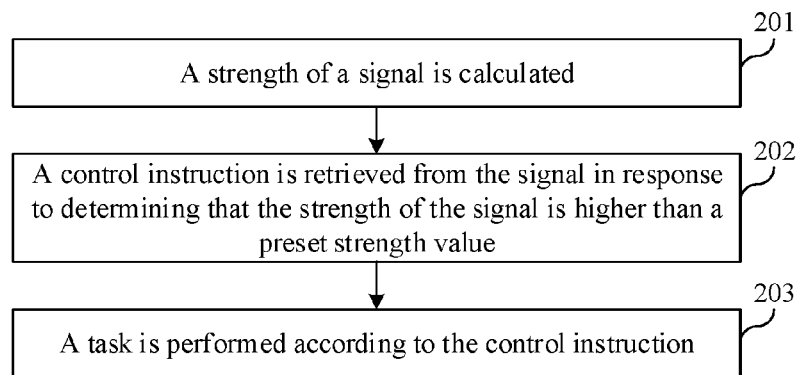 201
A strength of a signal is calculated
202
A control instruction is retrieved from the signal in response
to determining that the strength of the signal is higher than a
preset strength value
203
A task is performed according to the control instruction